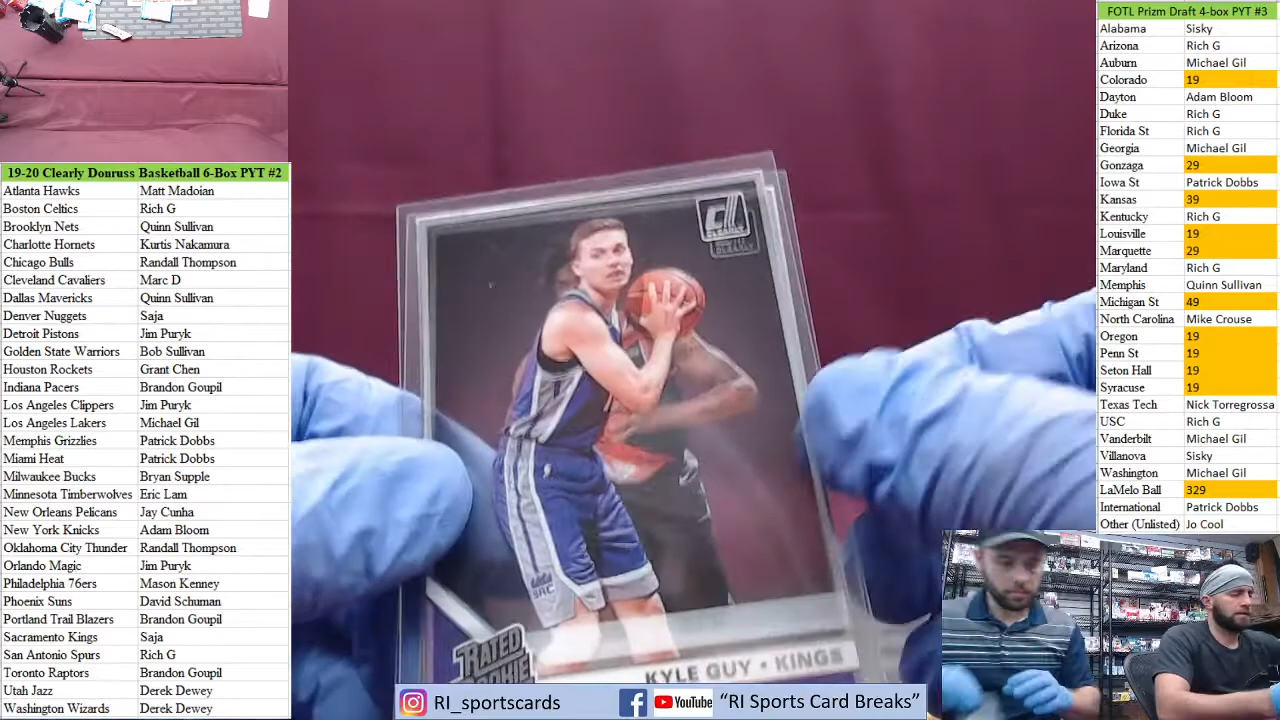 19-20 Clearly Donruss Basketball 6-Box PYT #2
Atlanta Hawks Matt Madoian
Boston Celtics Rich G
Brooklyn Nets Quinn Sullivan
Charlotte Hornets Kurtis Nakamura
Chicago Bulls Randall Thompson
Cleveland Cavaliers Marc D
Dallas Mavericks Quinn Sullivan
Denver Nuggets Saja
Detroit Pistons Jim Puryk
Golden State Warriors Bob Sullivan
Houston Rockets Grant Chen
Indiana Pacers Brandon Goupil
Los Angeles Clippers Jim Puryk
Los Angeles Lakers Michael Gil
Memphis Grizzlies Patrick Dobbs
Miami Heat Patrick Dobbs
Milwaukee Bucks Bryan Supple
Minnesota Timberwolves Eric Lam
New Orleans Pelicans Jay Cunha
New York Knicks Adam Bloom
Oklahoma City Thunder Randall Thompson
Orlando Magic Jim Puryk
Philadelphia 76ers Mason Kenney
Phoenix Suns David Schuman
Portland Trail Blazers Brandon Goupil
Sacramento Kings Saja
San Antonio Spurs Rich G
Toronto Raptors Brandon Goupil
Utah Jazz Derek Dewey
Washington Wizards Derek Dewey
CLEARLY
SAC
RATED
KYLE GUY - KING
RI_sportscards YouTube "RI Sports Card Breaks"
FOTL Prizm Draft 4-box PYT #3
Alabama Sisky
Arizona Rich G
Auburn Michael Gil
Colorado 19
Dayton Adam Bloom
Duke Rich G
Florida St Rich G
Georgia Michael Gil
Gonzaga 29
Iowa St Patrick Dobbs
Kansas 39
Kentucky Rich G
Louisville 19
Marquette 29
Maryland Rich G
Memphis Quinn Sullivan
Michigan St 49
North Carolina Mike Crouse
Oregon 19
Penn St 19
Seton Hall 19
Syracuse 19
Texas Tech Nick Torregrossa
USC Rich G
Vanderbilt Michael Gil
Villanova Sisky
Washington Michael Gil
LaMelo Ball 329
International Patrick Dobbs
Other (Unlisted) Jo Cool